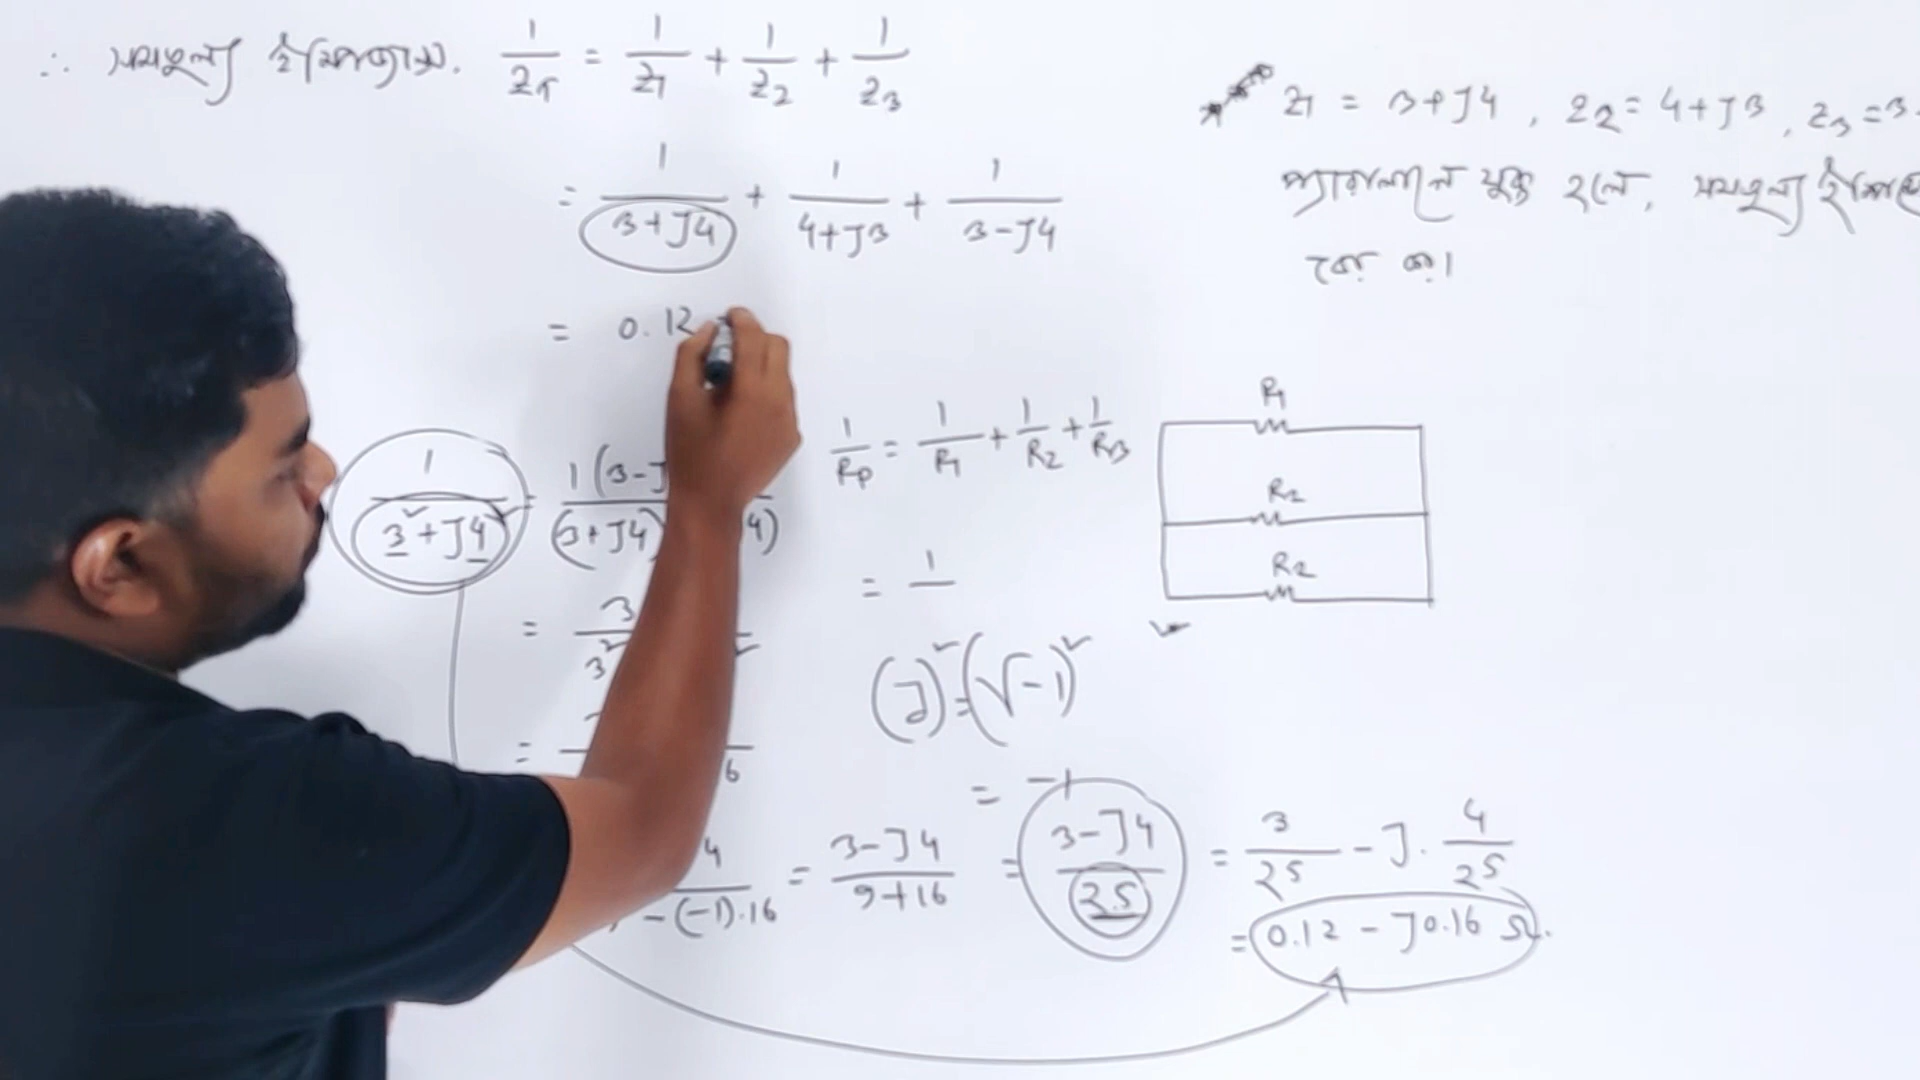 ∴ সমতুল্য ইম্পিডেন্স. 1/Z_T = 1/Z1 + 1/Z2 + 1/Z3
= 1/(3+J4) + 1/(4+J3) + 1/(3-J4)
= 0.12
Z1 = 3+J4, Z2 = 4+J3, Z3 = 3
প্যারালালে যুক্ত হলে, সমতুল্য
বের কর।
1/(3+J4) = 1(3-J
(3+J4) 4)
= 3
3²
=
6
4
-(-1).16 = (3-J4)/(9+16) = (3-J4)/25 = 3/25 - J. 4/25
= 0.12 - J0.16 Ω.
1/Rp = 1/R1 + 1/R2 + 1/R3
= 1
(J)² = (√-1)²
= -1
R1
R2
R2